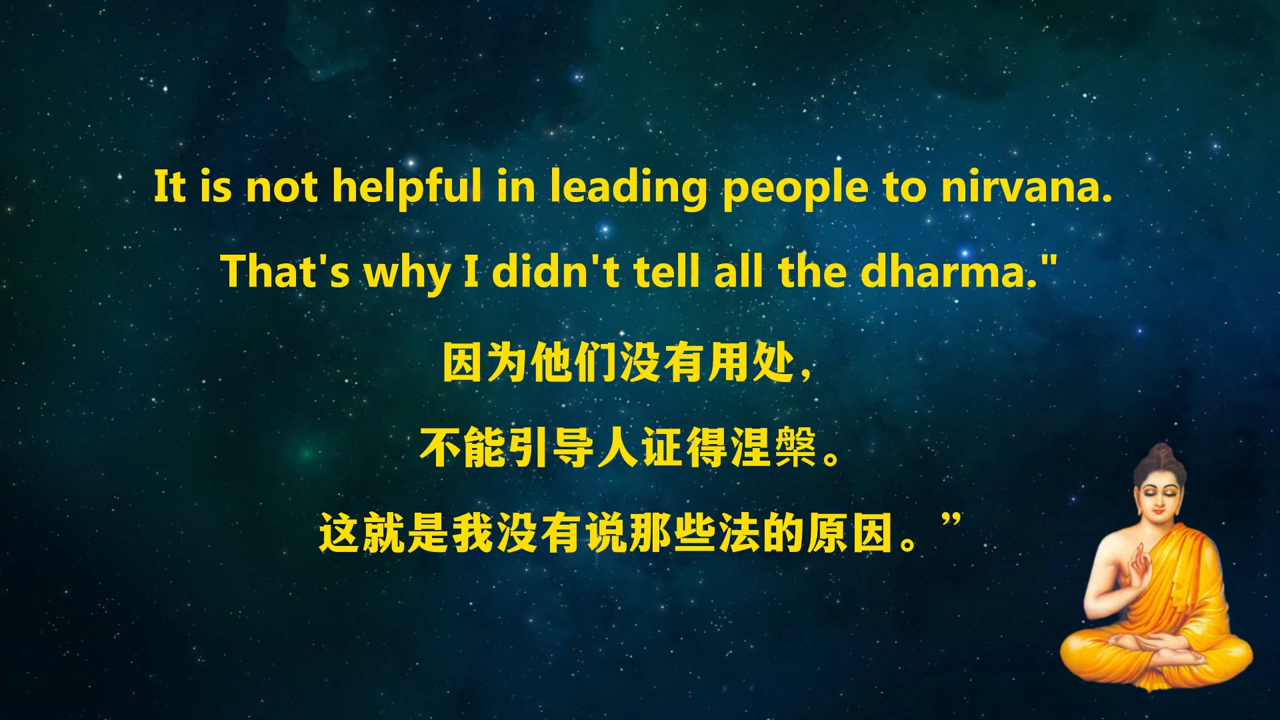 It is not helpful in leading people to nirvana.
That's why I didn't tell all the dharma."
因为他们没有用处，
不能引导人证得涅槃。
这就是我没有说那些法的原因。”